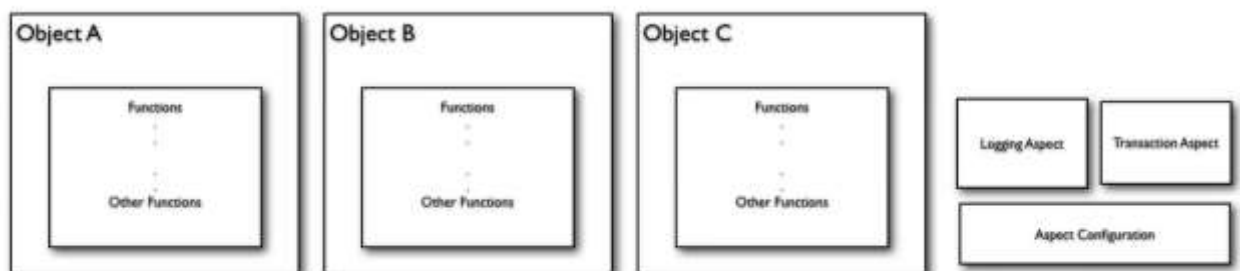 Object A
Functions
Other Functions
Object B
Functions
Other Functions
Object C
Functions
Other Functions
Logging Aspect
Transaction Aspect
Aspect Configuration